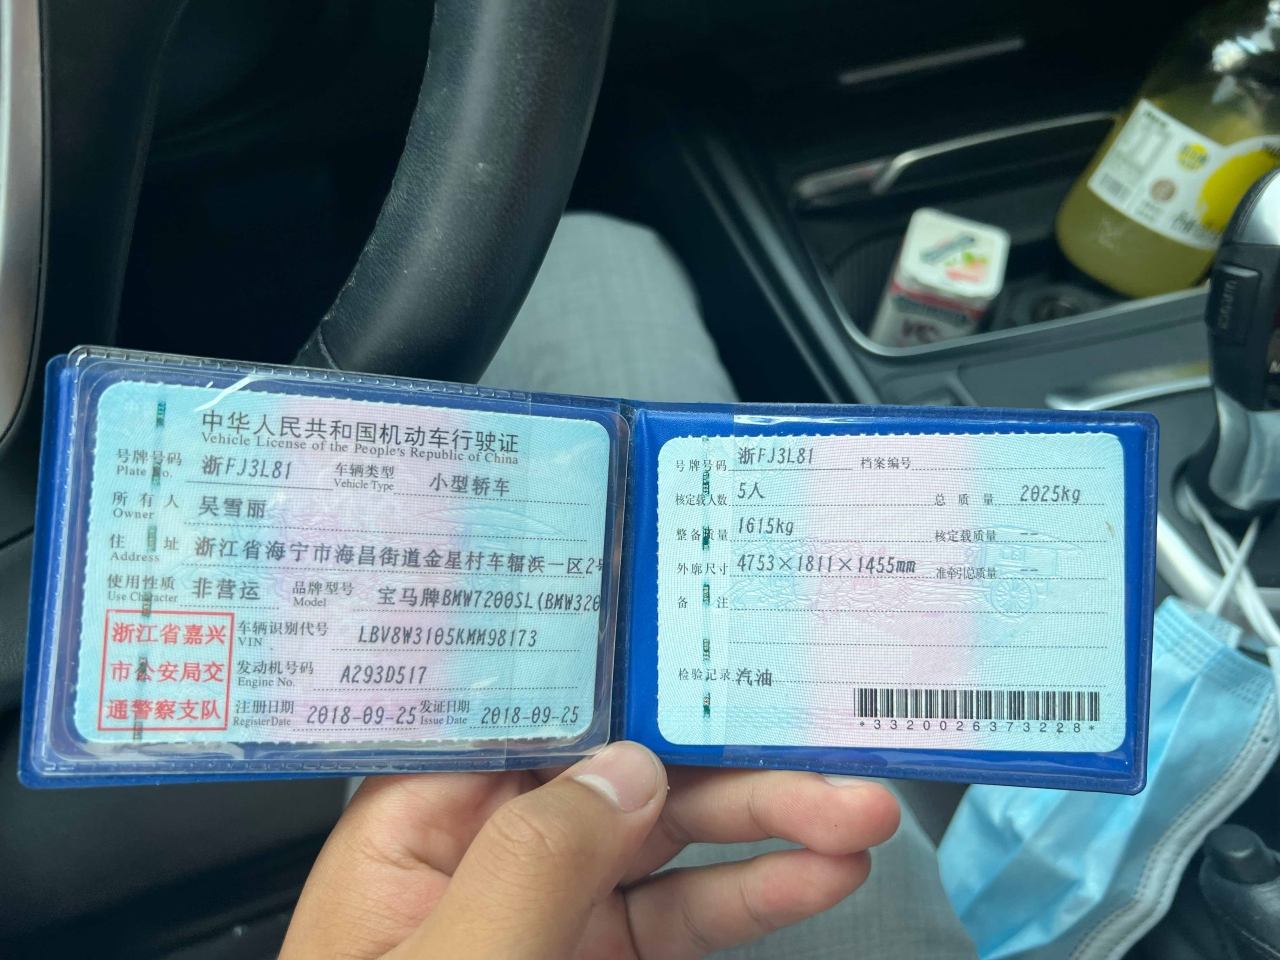 中华人民共和国机动车行驶证
Vehicle License of the People's Republic of China
号牌号码 浙FJ3L81 车辆类型 小型轿车
Plate No. Vehicle Type
所有人 吴雪丽
Owner
住址 浙江省海宁市海昌街道金星村车辐浜一区2号
Address
使用性质 非营运 品牌型号 宝马牌BMW7200SL(BMW320
Use Character Model
浙江省嘉兴
市公安局交
通警察支队
车辆识别代号 LBV8W3105KMM98173
VIN
发动机号码 A293D517
Engine No.
注册日期 2018-09-25 发证日期 2018-09-25
Register Date Issue Date
号牌号码 浙FJ3L81 档案编号
核定载人数 5人 总质量 2025kg
整备质量 1615kg 核定载质量 --
外廓尺寸 4753×1811×1455mm 准牵引总质量 --
备注
检验记录 汽油
*3320026373228*